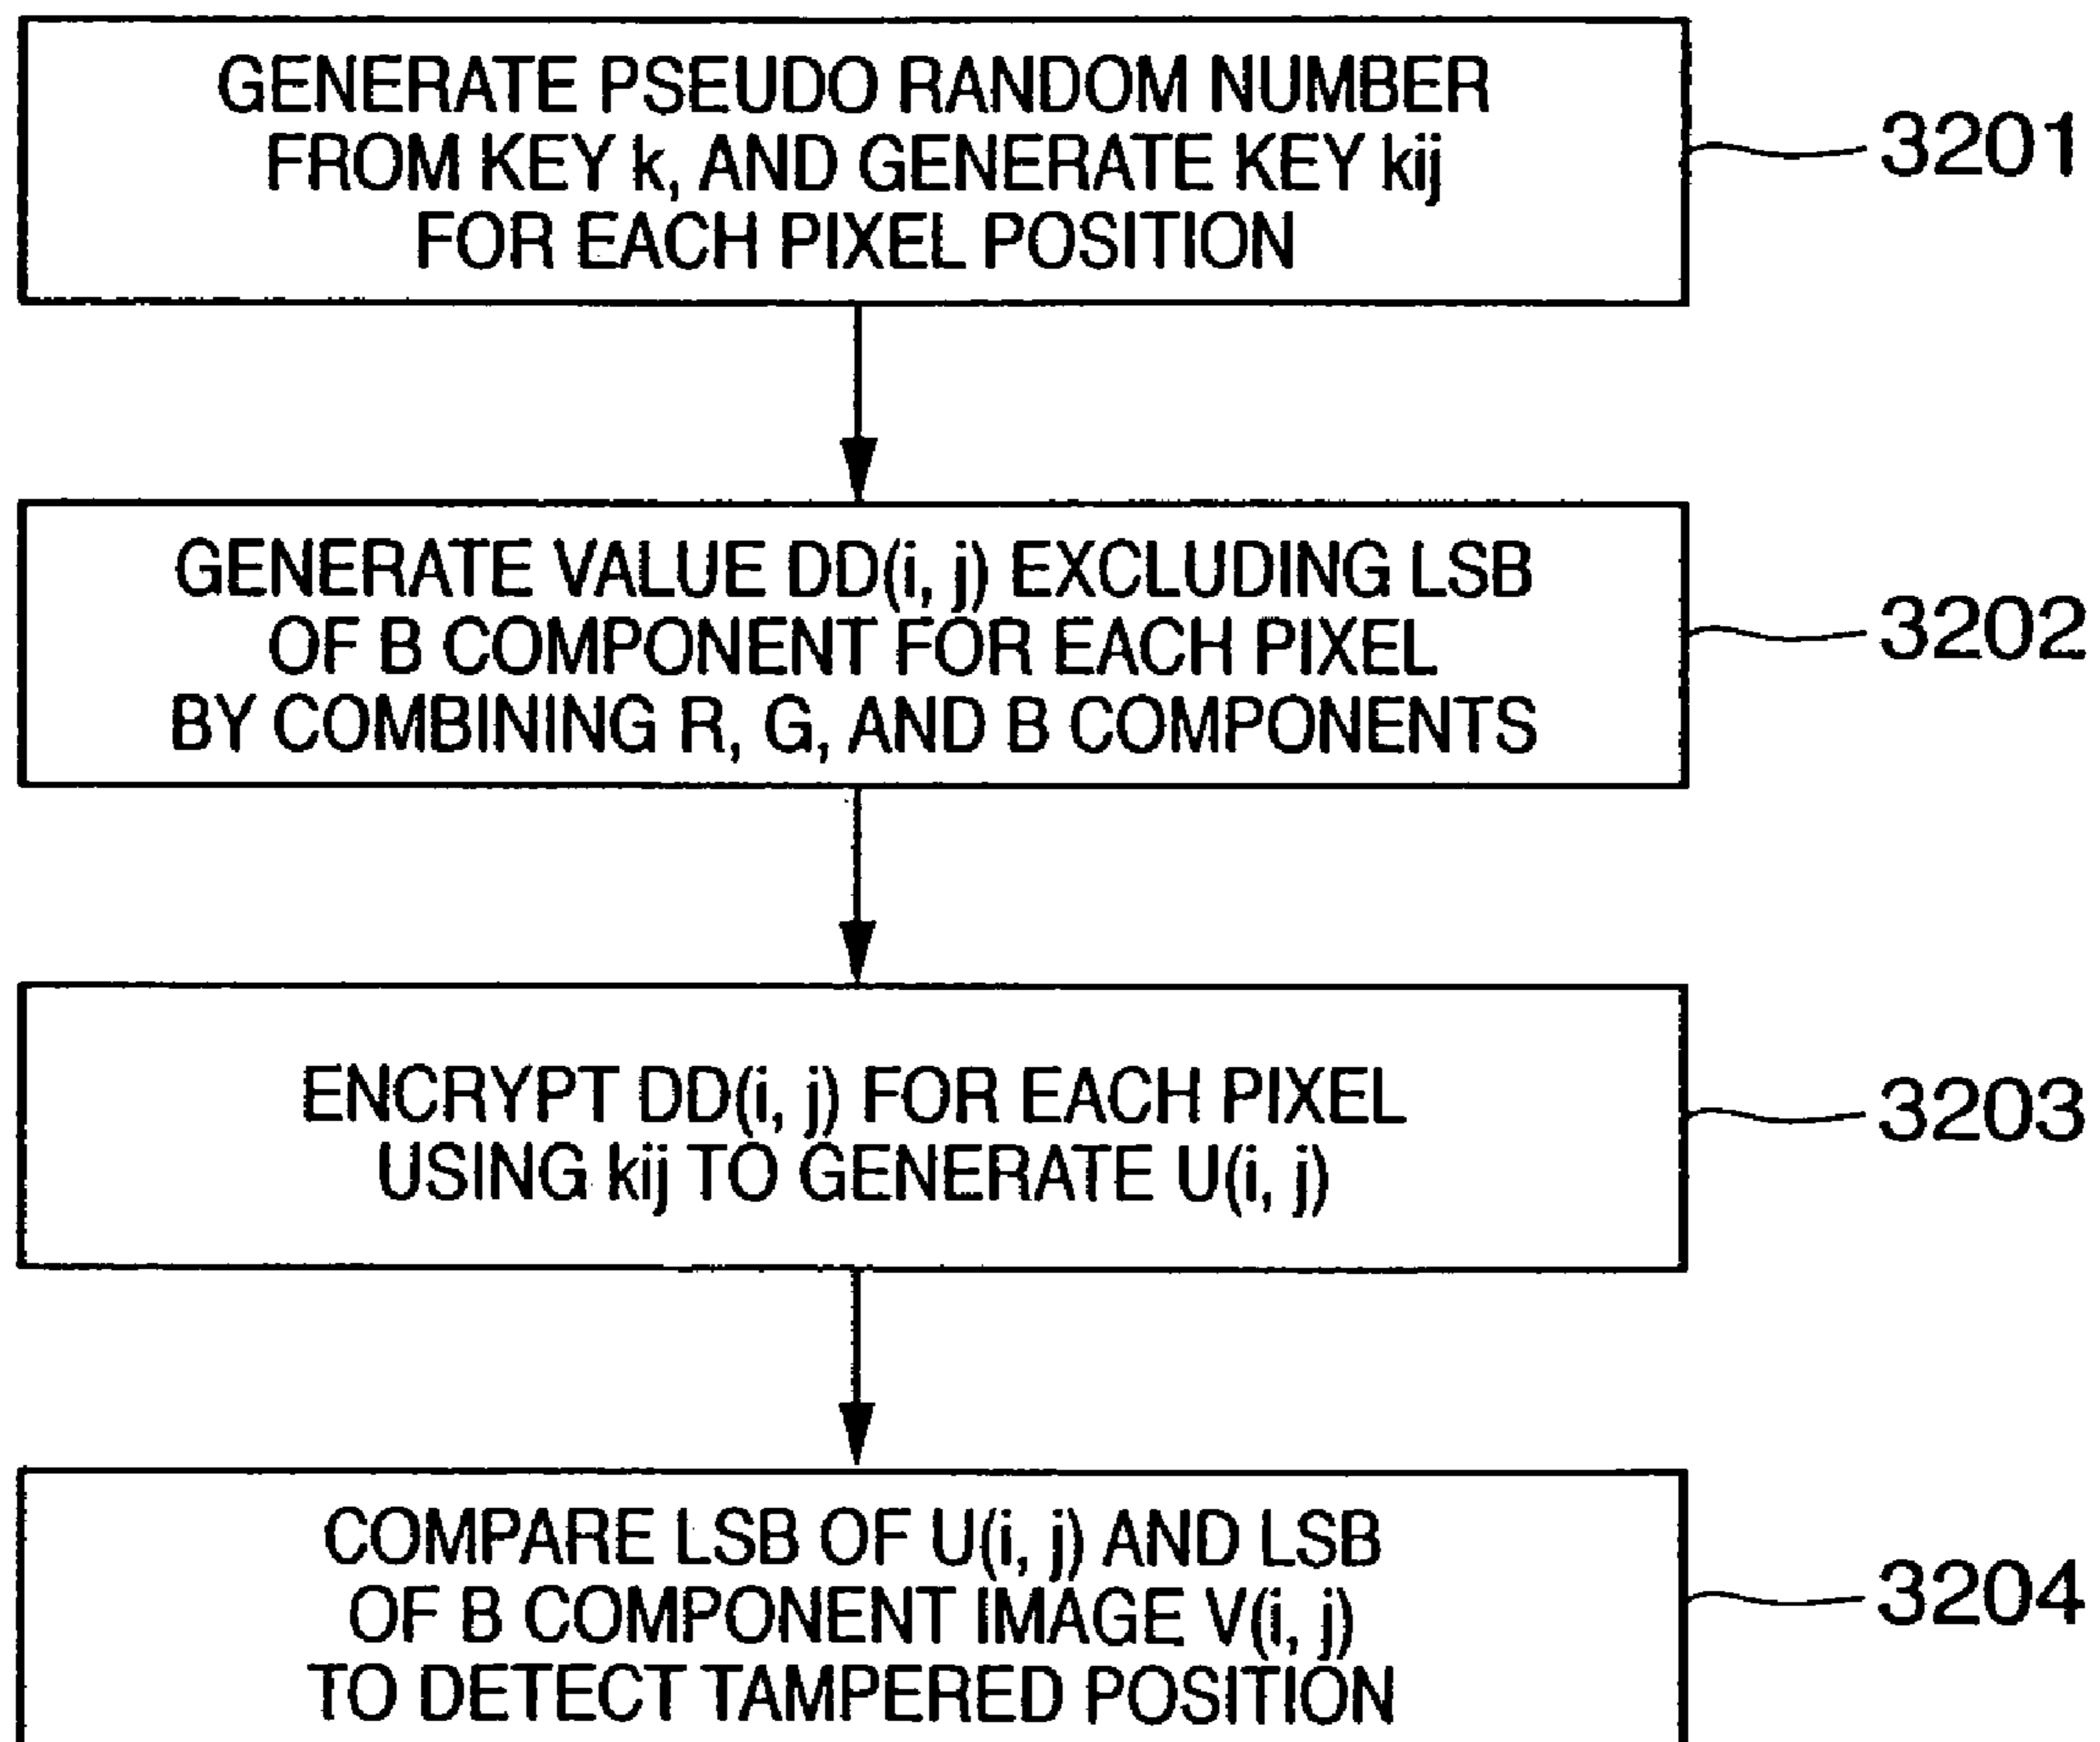 GENERATE PSEUDO RANDOM NUMBER
FROM KEY k, AND GENERATE KEY kij
FOR EACH PIXEL POSITION
3201
GENERATE VALUE DD(i, j) EXCLUDING LSB
OF B COMPONENT FOR EACH PIXEL
BY COMBINING R, G, AND B COMPONENTS
3202
ENCRYPT DD(i, j) FOR EACH PIXEL
USING kij TO GENERATE U(i, j)
3203
COMPARE LSB OF U(i, j) AND LSB
OF B COMPONENT IMAGE V(i, j)
TO DETECT TAMPERED POSITION
3204